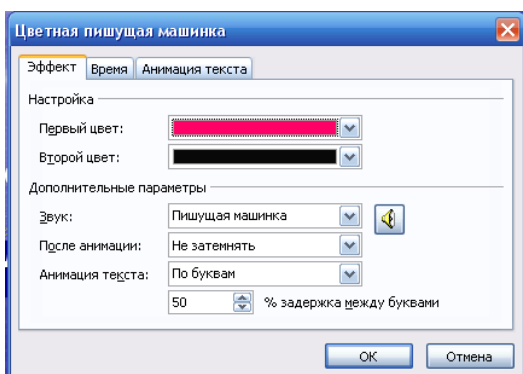 Цветная пишущая машинка
Эффект Время Анимация текста
Настройка
Первый цвет:
Второй цвет:
Дополнительные параметры
Звук: Пишущая машинка
После анимации: Не затемнять
Анимация текста: По буквам
50 % задержка между буквами
ОК Отмена